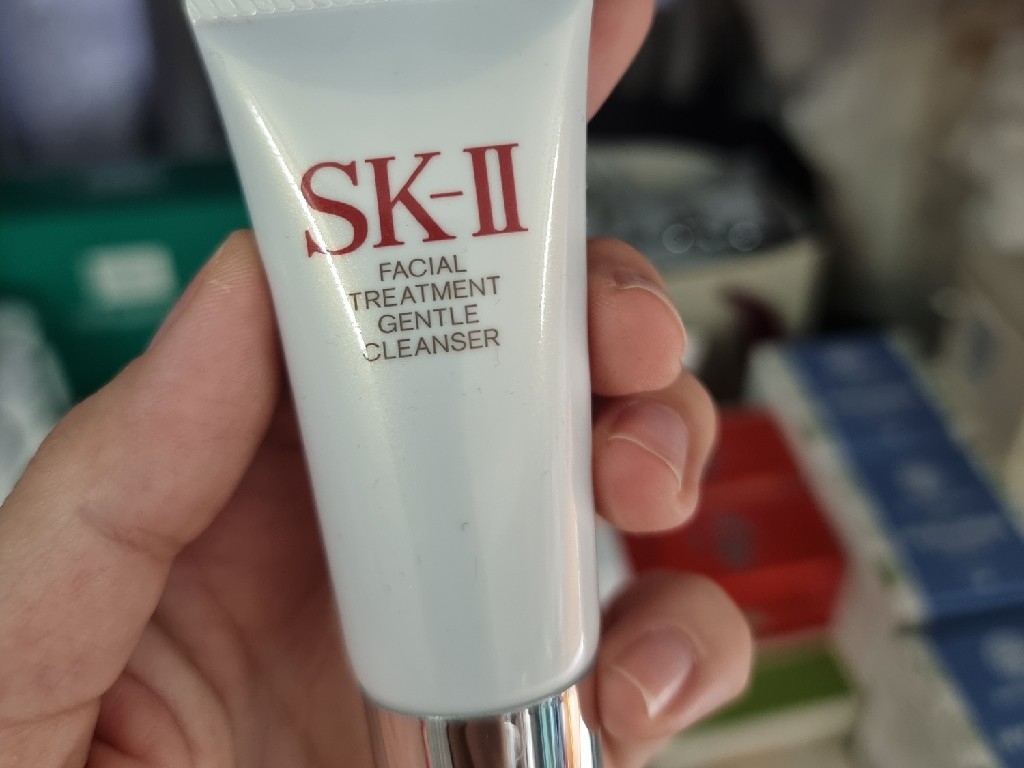 SK-II
FACIAL
TREATMENT
GENTLE
CLEANSER